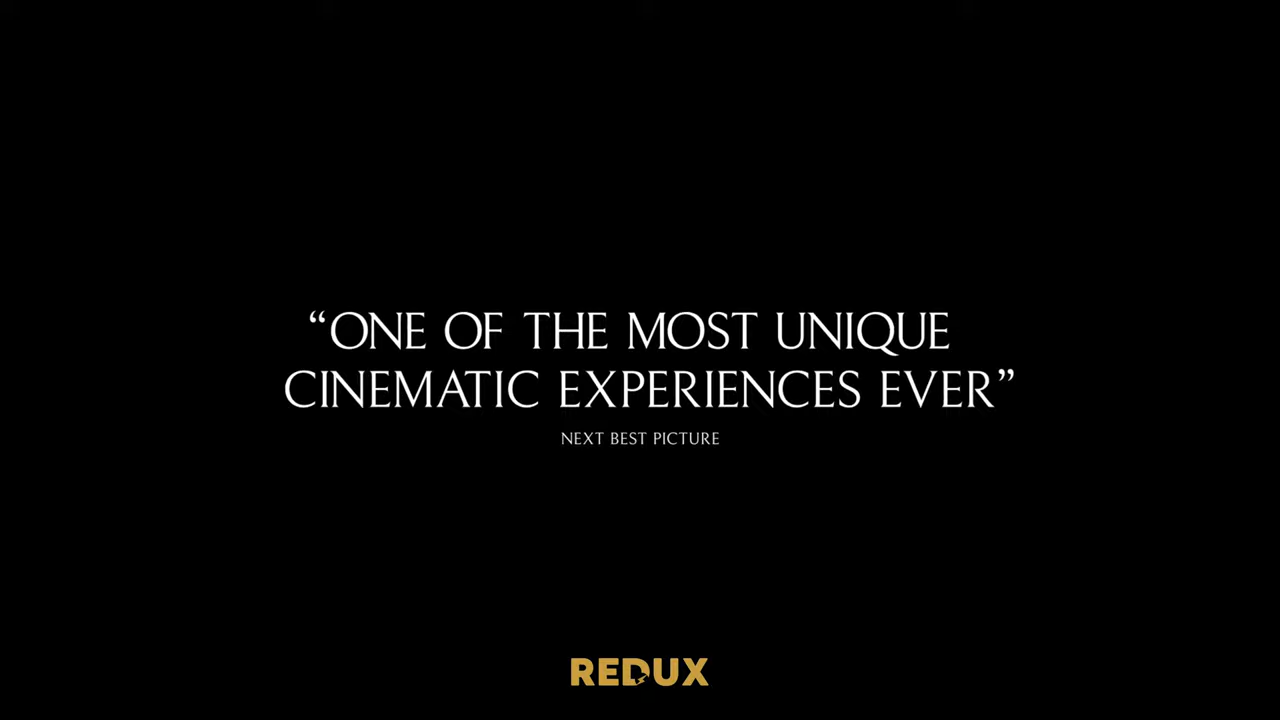 “ONE OF THE MOST UNIQUE
CINEMATIC EXPERIENCES EVER”
NEXT BEST PICTURE
REDUX